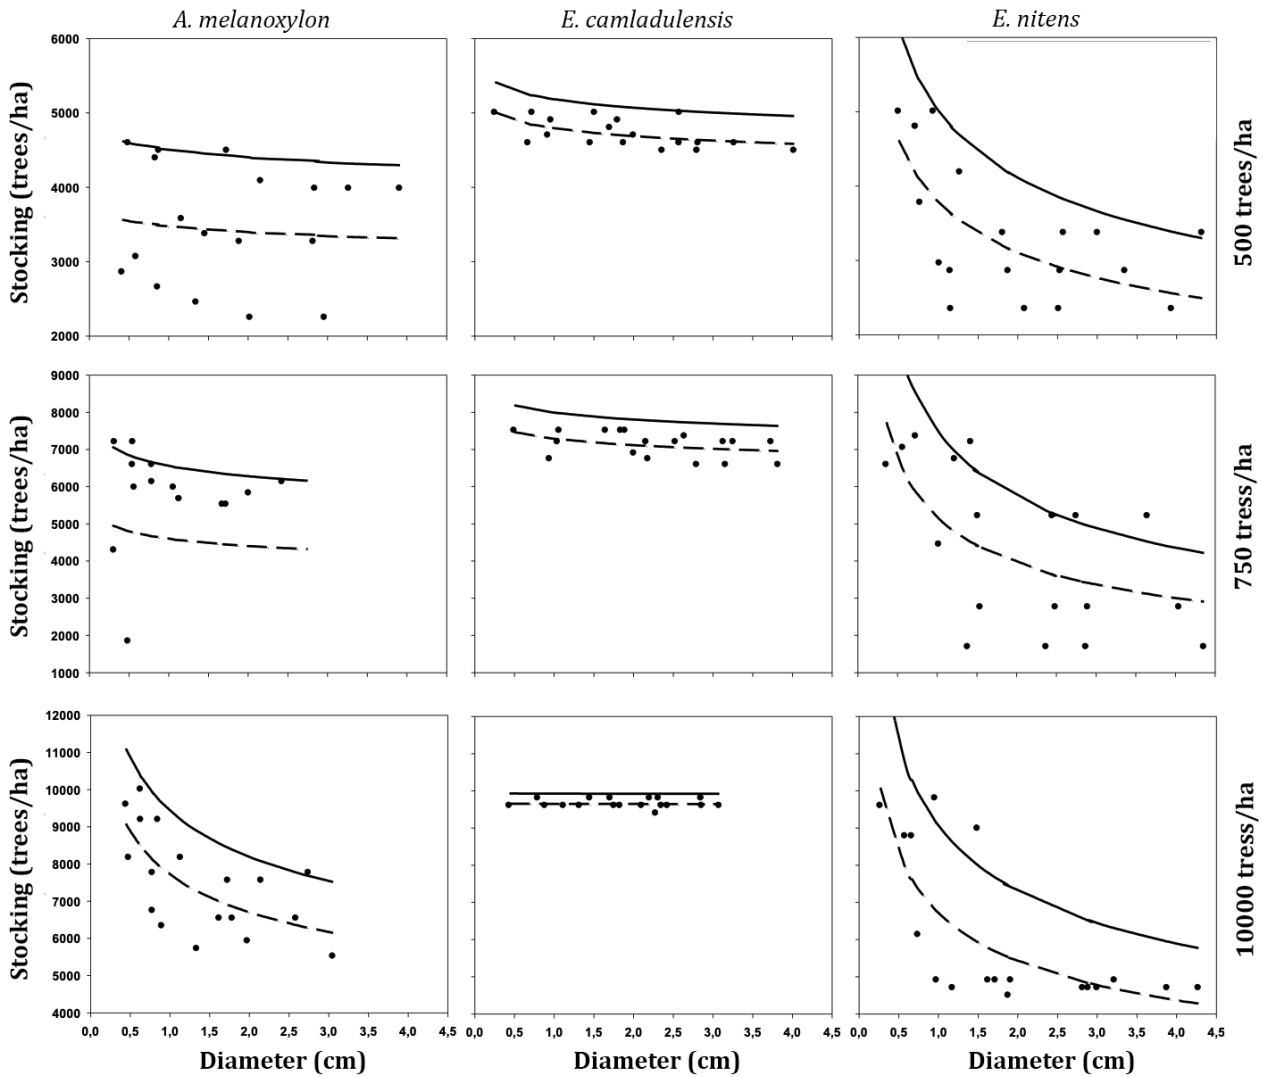 A. melanoxylon
E. camladulensis
E. nitens
6000
5000
4000
3000
2000
Stocking (trees/ha)
500 trees/ha
9000
8000
7000
6000
5000
4000
3000
2000
1000
Stocking (trees/ha)
750 tress/ha
12000
11000
10000
9000
8000
7000
6000
5000
4000
Stocking (trees/ha)
10000 tress/ha
0,0 0,5 1,0 1,5 2,0 2,5 3,0 3,5 4,0 4,5
0,0 0,5 1,0 1,5 2,0 2,5 3,0 3,5 4,0 4,5
0,0 0,5 1,0 1,5 2,0 2,5 3,0 3,5 4,0 4,5
Diameter (cm)
Diameter (cm)
Diameter (cm)